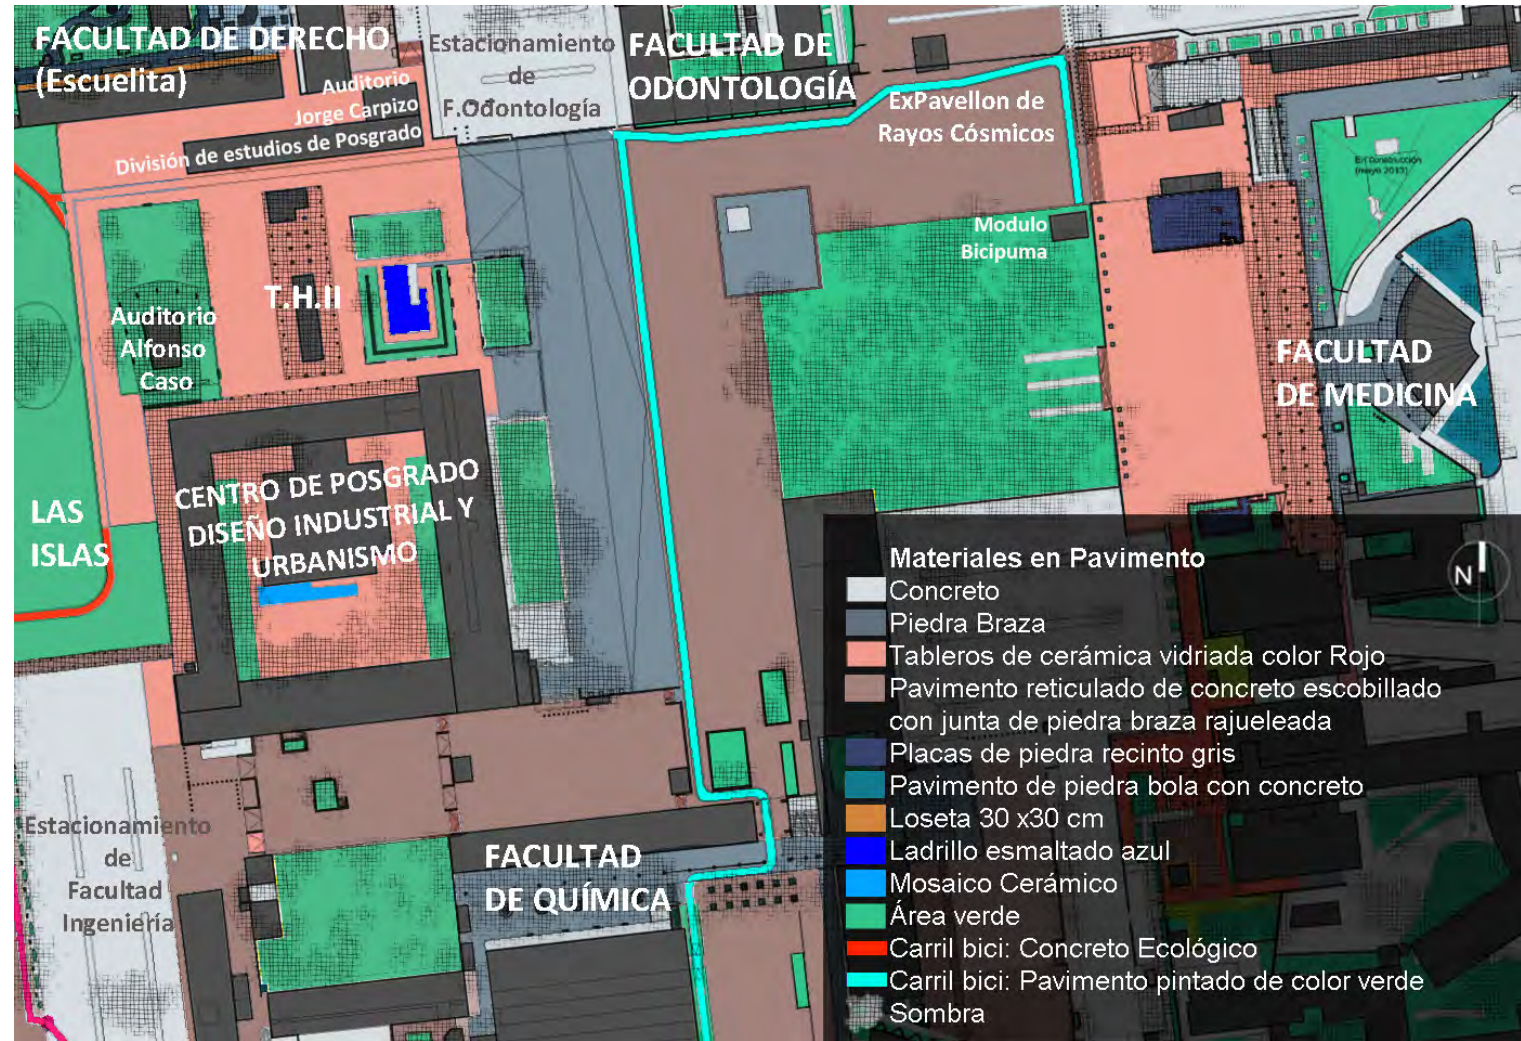 FACULTAD DE DERECHO
(Escuelita)
Auditorio
Jorge Carpizo
División de estudios de Posgrado
Estacionamiento
de
F.Odontología
FACULTAD DE
ODONTOLOGÍA
ExPavellon de
Rayos Cósmicos
En Construcción
(mayo 2013)
Modulo
Bicipuma
T.H.II
Auditorio
Alfonso
Caso
FACULTAD
DE MEDICINA
LAS
ISLAS
CENTRO DE POSGRADO
DISEÑO INDUSTRIAL Y
URBANISMO
Estacionamiento
de
Facultad
Ingeniería
FACULTAD
DE QUÍMICA
N
Materiales en Pavimento
Concreto
Piedra Braza
Tableros de cerámica vidriada color Rojo
Pavimento reticulado de concreto escobillado
con junta de piedra braza rajueleada
Placas de piedra recinto gris
Pavimento de piedra bola con concreto
Loseta 30 x30 cm
Ladrillo esmaltado azul
Mosaico Cerámico
Área verde
Carril bici: Concreto Ecológico
Carril bici: Pavimento pintado de color verde
Sombra